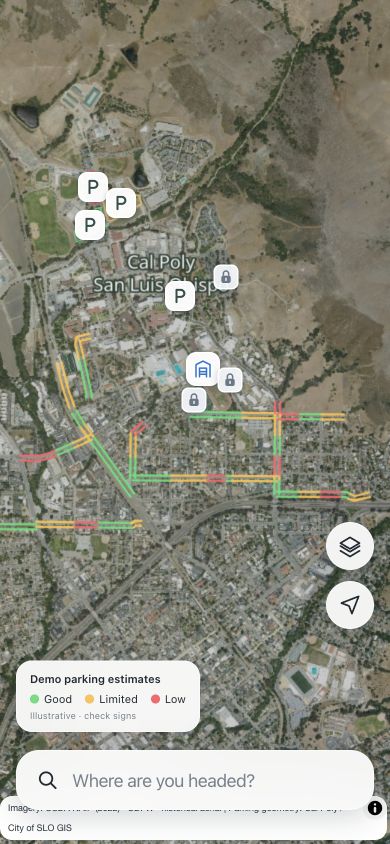 P
P
P
Cal Poly
San Luis Obisp
P
Demo parking estimates
Good Limited Low
Illustrative · check signs
Where are you headed?
City of SLO GIS